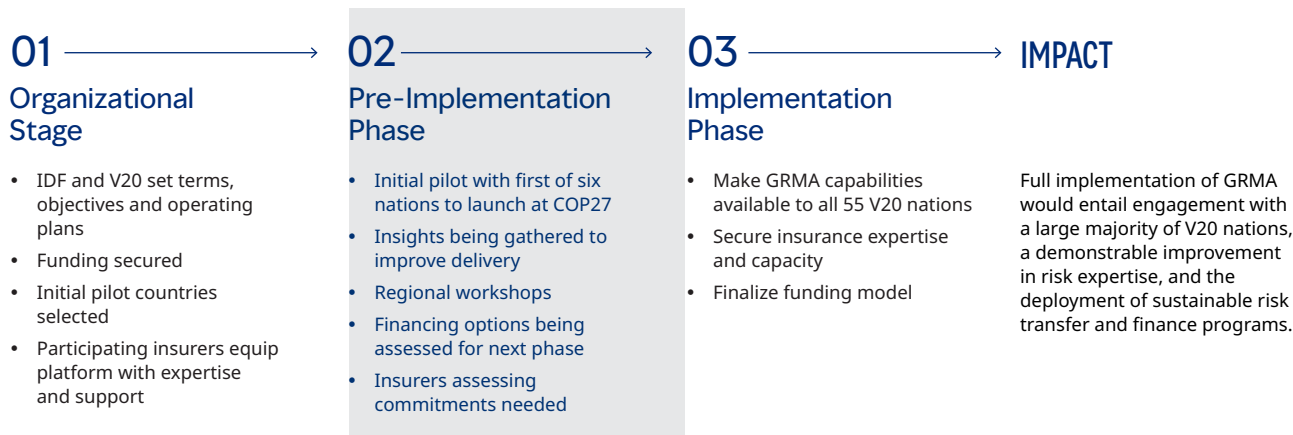 01
Organizational
Stage
• IDF and V20 set terms,
objectives and operating
plans
• Funding secured
• Initial pilot countries
selected
• Participating insurers equip
platform with expertise
and support
02
Pre-Implementation
Phase
• Initial pilot with first of six
nations to launch at COP27
• Insights being gathered to
improve delivery
• Regional workshops
• Financing options being
assessed for next phase
• Insurers assessing
commitments needed
03
Implementation
Phase
• Make GRMA capabilities
available to all 55 V20 nations
• Secure insurance expertise
and capacity
• Finalize funding model
IMPACT
Full implementation of GRMA
would entail engagement with
a large majority of V20 nations,
a demonstrable improvement
in risk expertise, and the
deployment of sustainable risk
transfer and finance programs.